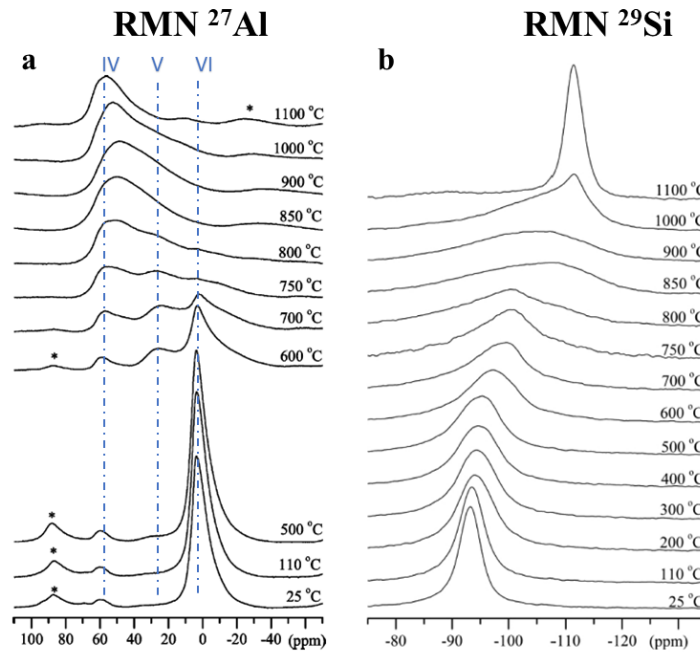 RMN ²⁷Al
RMN ²⁹Si
a
IV V VI
b
*
1100 °C
1000 °C
900 °C
850 °C
800 °C
750 °C
700 °C
*
600 °C
*
500 °C
*
110 °C
*
25 °C
100 80 60 40 20 0 -20 -40 (ppm)
1100 °C
1000 °C
900 °C
850 °C
800 °C
750 °C
700 °C
600 °C
500 °C
400 °C
300 °C
200 °C
110 °C
25 °C
-80 -90 -100 -110 -120 (ppm)